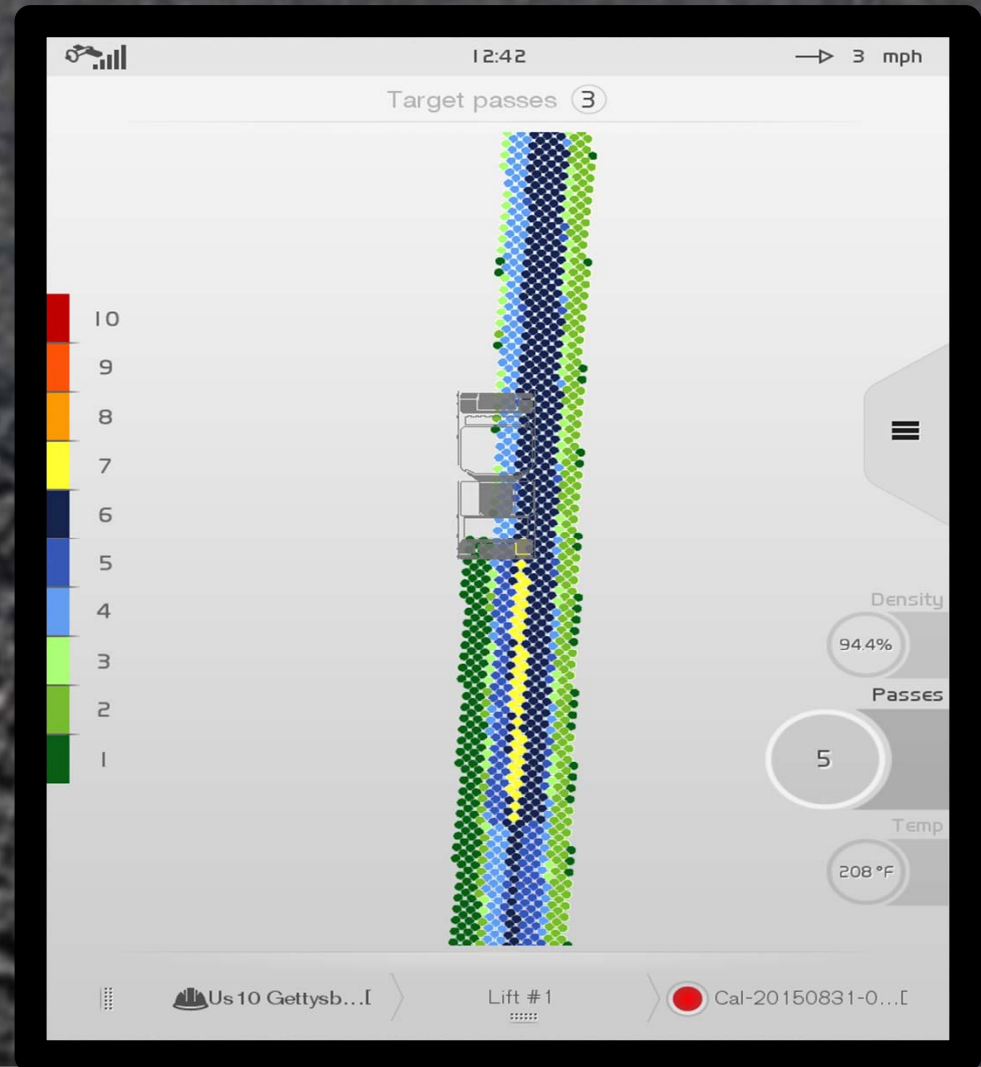 12:42
3 mph
Target passes 3
10
9
8
7
6
5
4
3
2
1
Density
94.4%
Passes
5
Temp
208 °F
Us10 Gettysb...[
Lift #1
Cal-20150831-0...[